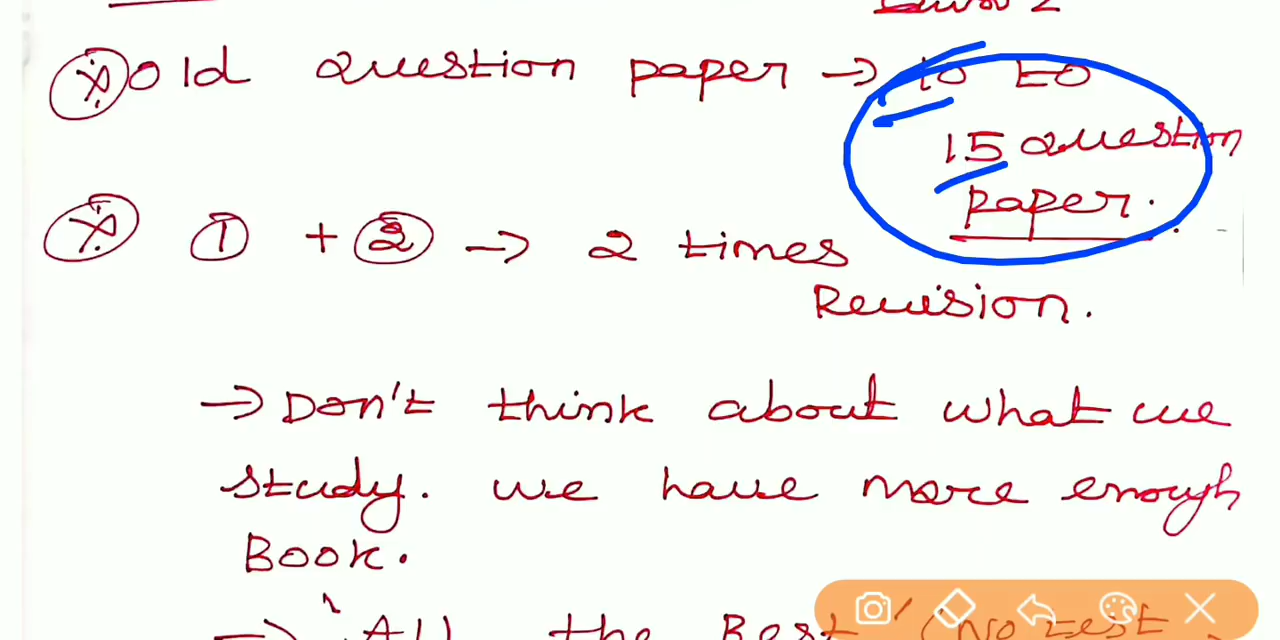 Old question paper → 10 to
15 question
paper.
① + ② → 2 times
Revision.
→ Don't think about what we
study. we have more enough
Book.
→ All the Best